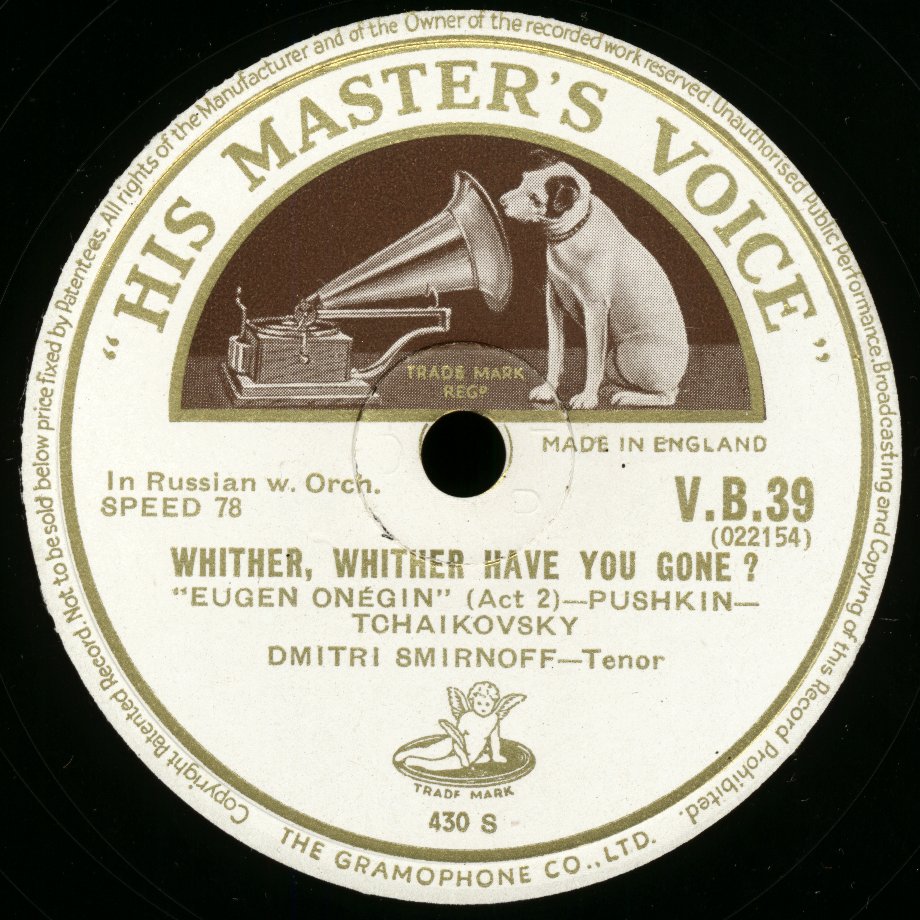 Copyright Patented Record. Not to be sold below price fixed by Patentees. All rights of the Manufacturer and of the Owner of the recorded work reserved. Unauthorised Public Performance. Broadcasting and Copying of this Record Prohibited.
"HIS MASTER'S VOICE"
TRADE MARK
REGD
MADE IN ENGLAND
In Russian w. Orch.
SPEED 78
V.B.39
(022154)
WHITHER, WHITHER HAVE YOU GONE?
"EUGEN ONÉGIN" (Act 2)—PUSHKIN—
TCHAIKOVSKY
DMITRI SMIRNOFF—Tenor
TRADE MARK
430 S
THE GRAMOPHONE CO., LTD.